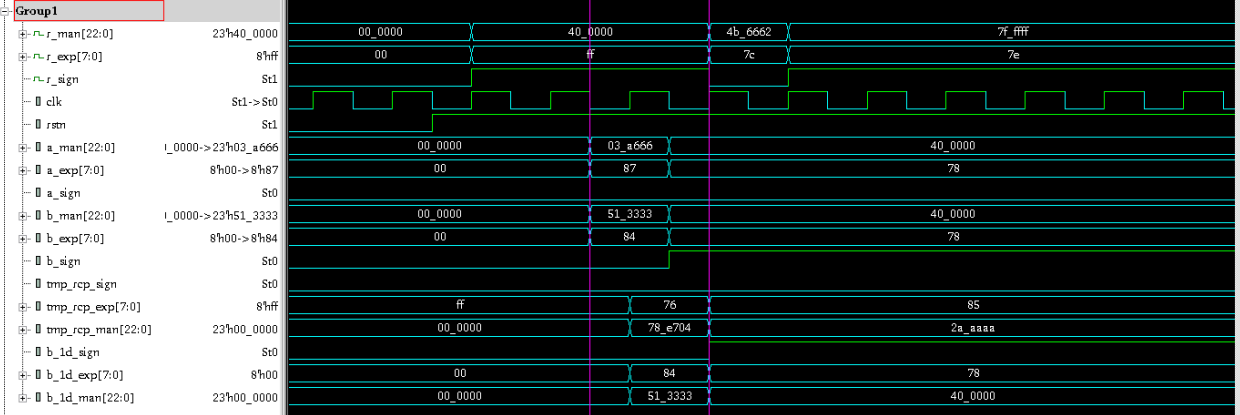 Group1
r_man[22:0] 23'h40_0000 00_0000 40_0000 4b_6662 7f_ffff
r_exp[7:0] 8'hff 00 ff 7c 7e
r_sign St1
clk St1->St0
rstn St1
a_man[22:0] l_0000->23'h03_a666 00_0000 03_a666 40_0000
a_exp[7:0] 8'h00->8'h87 00 87 78
a_sign St0
b_man[22:0] l_0000->23'h51_3333 00_0000 51_3333 40_0000
b_exp[7:0] 8'h00->8'h84 00 84 78
b_sign St0
tmp_rcp_sign St0
tmp_rcp_exp[7:0] 8'hff ff 76 85
tmp_rcp_man[22:0] 23'h00_0000 00_0000 78_e704 2a_aaaa
b_1d_sign St0
b_1d_exp[7:0] 8'h00 00 84 78
b_1d_man[22:0] 23'h00_0000 00_0000 51_3333 40_0000